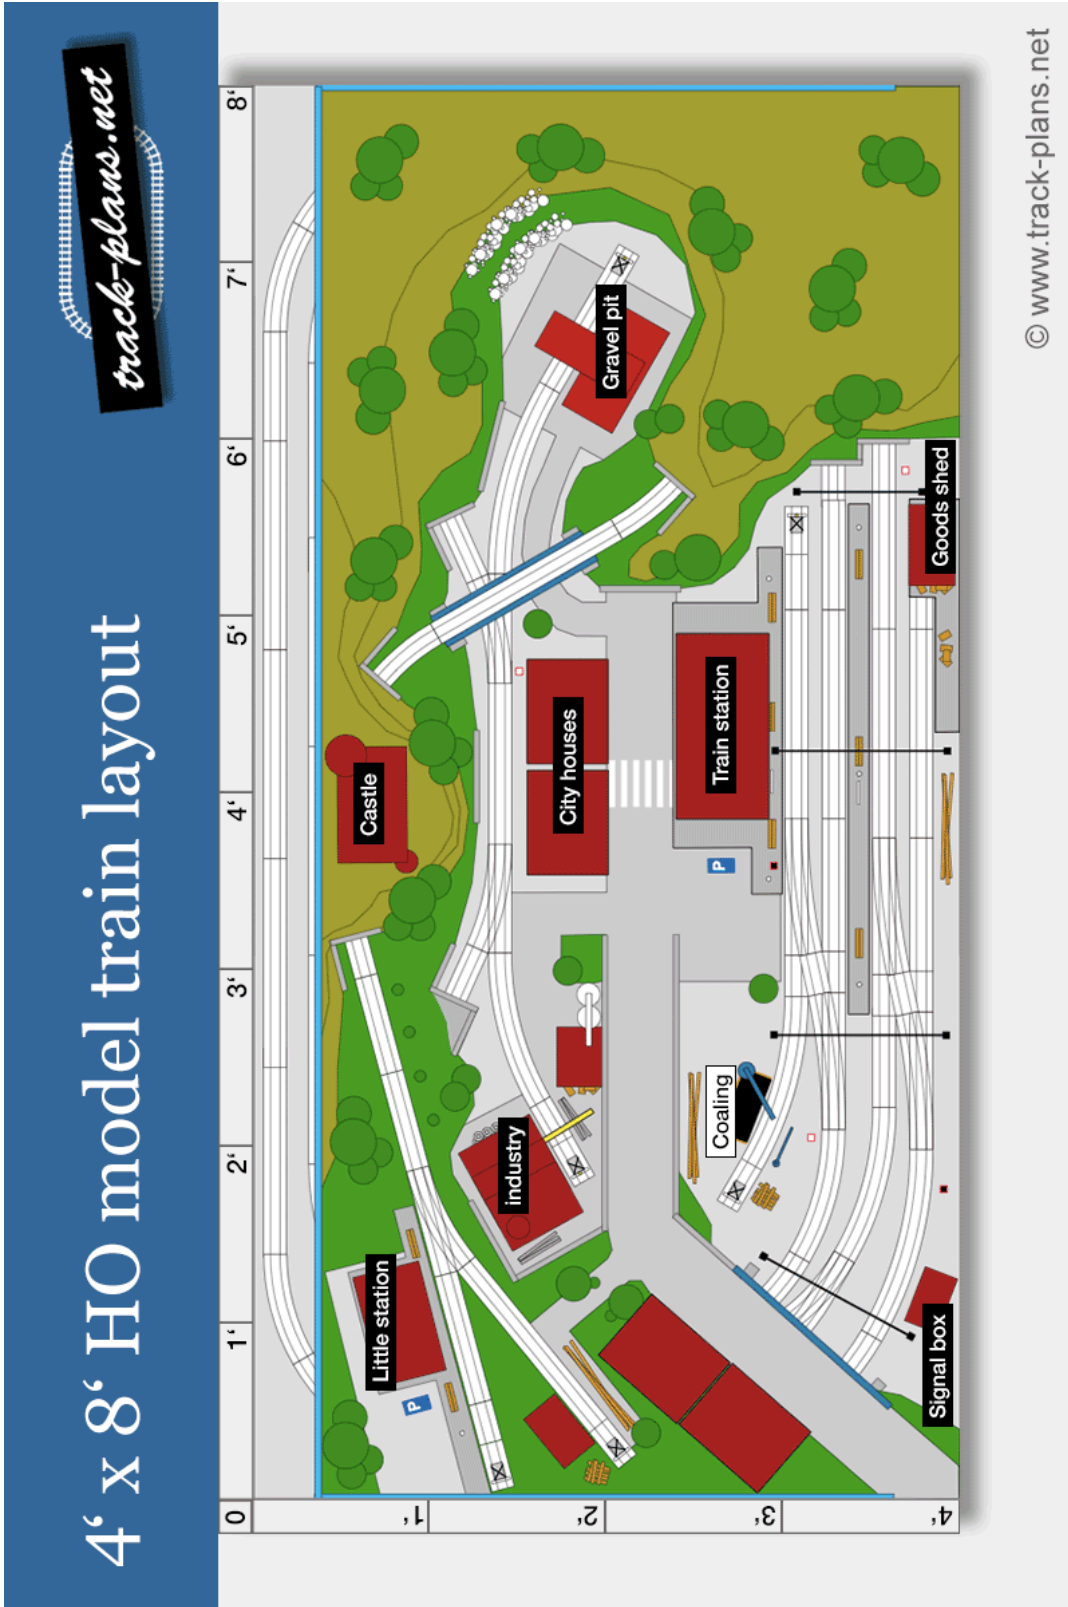 4‘ x 8‘ HO model train layout
track-plans.net
© www.track-plans.net
0
1‘
2‘
3‘
4‘
5‘
6‘
7‘
8‘
1‘
2‘
3‘
4‘
Castle
Little station
P
industry
City houses
Gravel pit
Train station
P
Coaling
Goods shed
Signal box